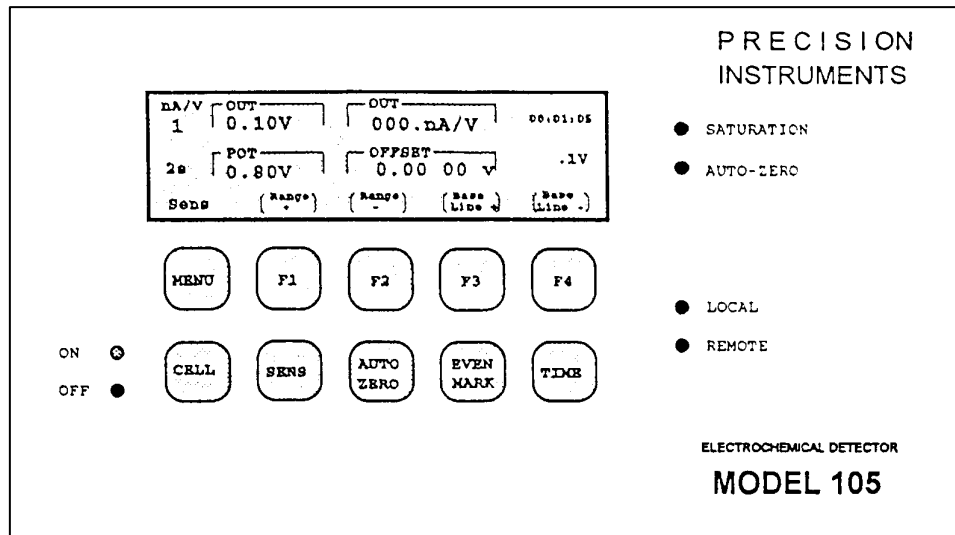 PRECISION
INSTRUMENTS
nA/V OUT OUT
1 0.10V 000.nA/V 00:01:05
POT OFFSET .1V
2s 0.80V 0.00 00 v
Sens (Range +) (Range -) (Base Line +) (Base Line -)
SATURATION
AUTO-ZERO
MENU F1 F2 F3 F4
LOCAL
REMOTE
ON
OFF
CELL SENS AUTO ZERO EVEN MARK TIME
ELECTROCHEMICAL DETECTOR
MODEL 105